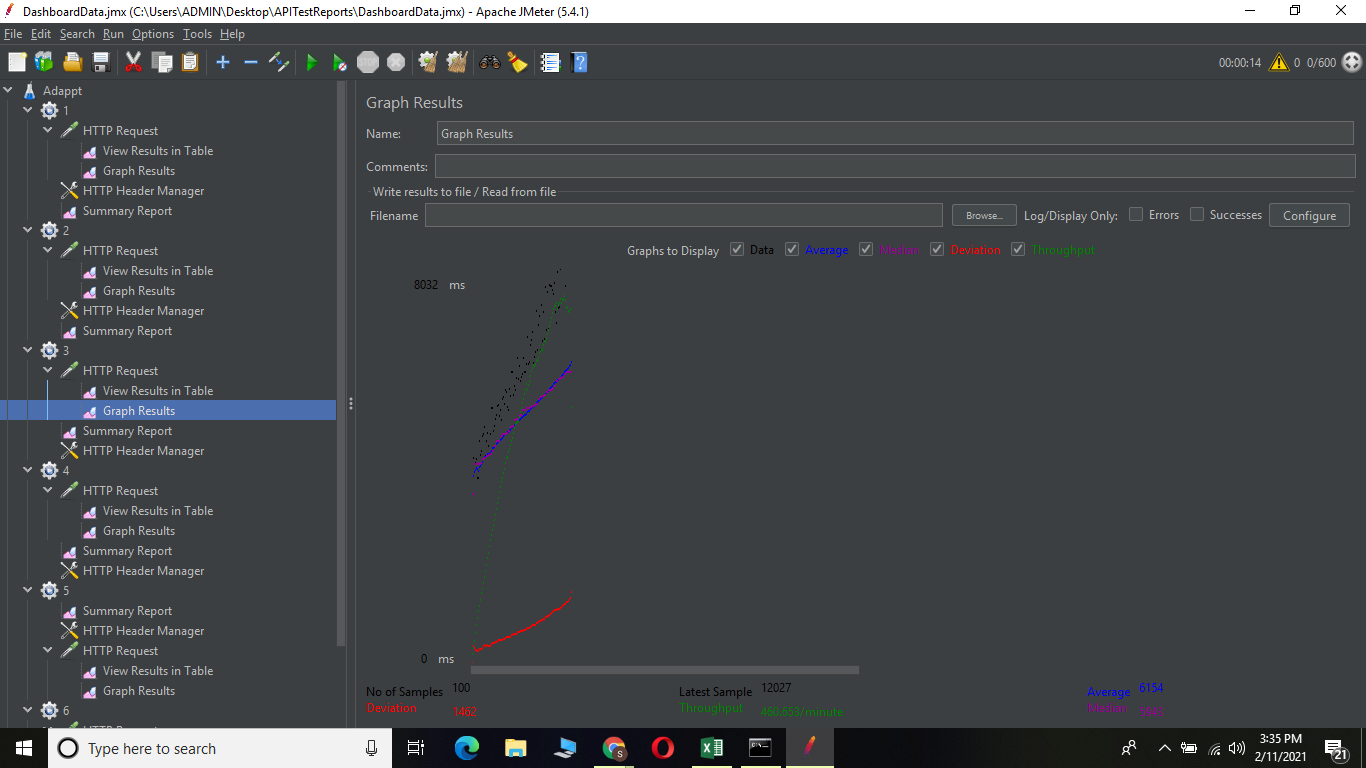 DashboardData.jmx (C:\Users\ADMIN\Desktop\APITestReports\DashboardData.jmx) - Apache JMeter (5.4.1)
File Edit Search Run Options Tools Help
STOP
00:00:14 0 0/600
Adappt
1
HTTP Request
View Results in Table
Graph Results
HTTP Header Manager
Summary Report
2
HTTP Request
View Results in Table
Graph Results
HTTP Header Manager
Summary Report
3
HTTP Request
View Results in Table
Graph Results
Summary Report
HTTP Header Manager
4
HTTP Request
View Results in Table
Graph Results
Summary Report
HTTP Header Manager
5
Summary Report
HTTP Header Manager
HTTP Request
View Results in Table
Graph Results
6
HTTP Request
Graph Results
Name: Graph Results
Comments:
Write results to file / Read from file
Filename Browse... Log/Display Only: Errors Successes Configure
Graphs to Display Data Average Median Deviation Throughput
8032 ms
0 ms
No of Samples 100 Latest Sample 12027 Average 6154
Deviation 1462 Throughput 460.653/minute Median
Type here to search
S
3:35 PM
2/11/2021
21